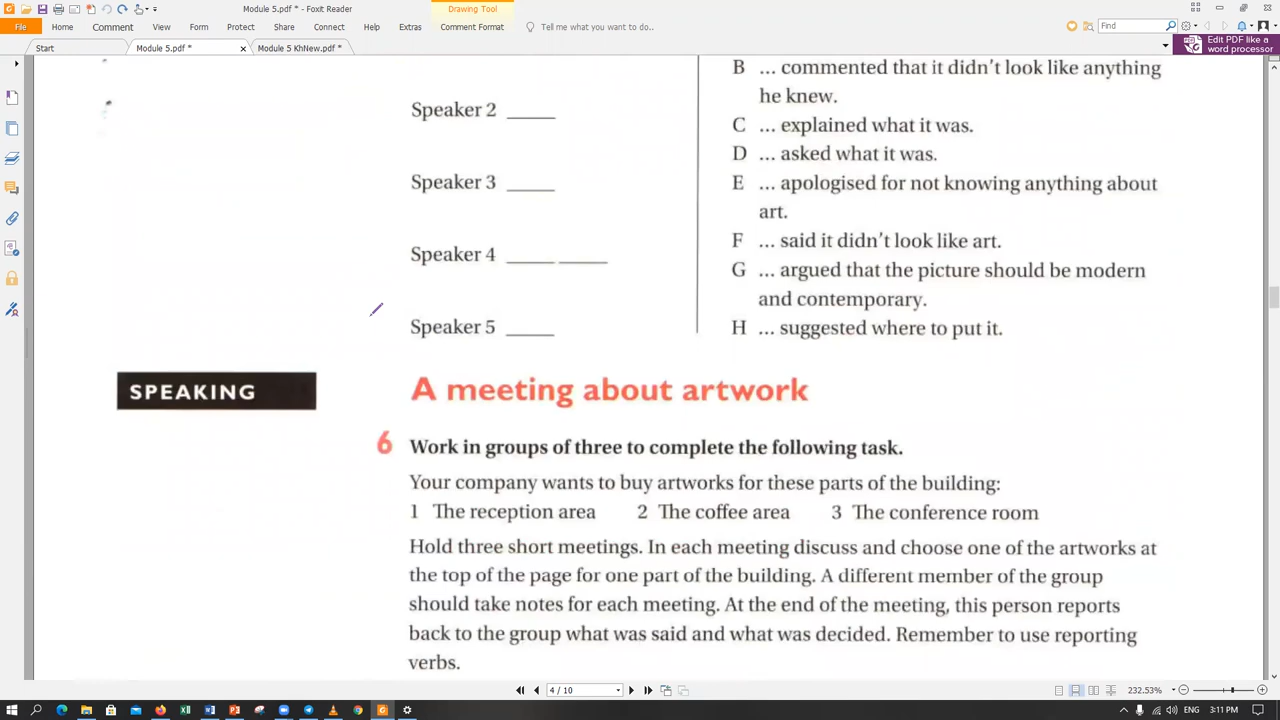 Module 5.pdf * - Foxit Reader
Drawing Tool
File
Home
Comment
View
Form
Protect
Share
Connect
Help
Extras
Comment Format
Tell me what you want to do..
Find
Start
Module 5.pdf *
Module 5 KhNew.pdf *
Edit PDF like a
word processor
B ... commented that it didn't look like anything
he knew.
Speaker 2 ____
C ... explained what it was.
D ... asked what it was.
Speaker 3 ____
E ... apologised for not knowing anything about
art.
F ... said it didn't look like art.
Speaker 4 ____ ____
G ... argued that the picture should be modern
and contemporary.
Speaker 5 ____
H ... suggested where to put it.
SPEAKING
A meeting about artwork
6 Work in groups of three to complete the following task.
Your company wants to buy artworks for these parts of the building:
1 The reception area 2 The coffee area 3 The conference room
Hold three short meetings. In each meeting discuss and choose one of the artworks at
the top of the page for one part of the building. A different member of the group
should take notes for each meeting. At the end of the meeting, this person reports
back to the group what was said and what was decided. Remember to use reporting
verbs.
4 / 10
232.53%
ENG
3:11 PM